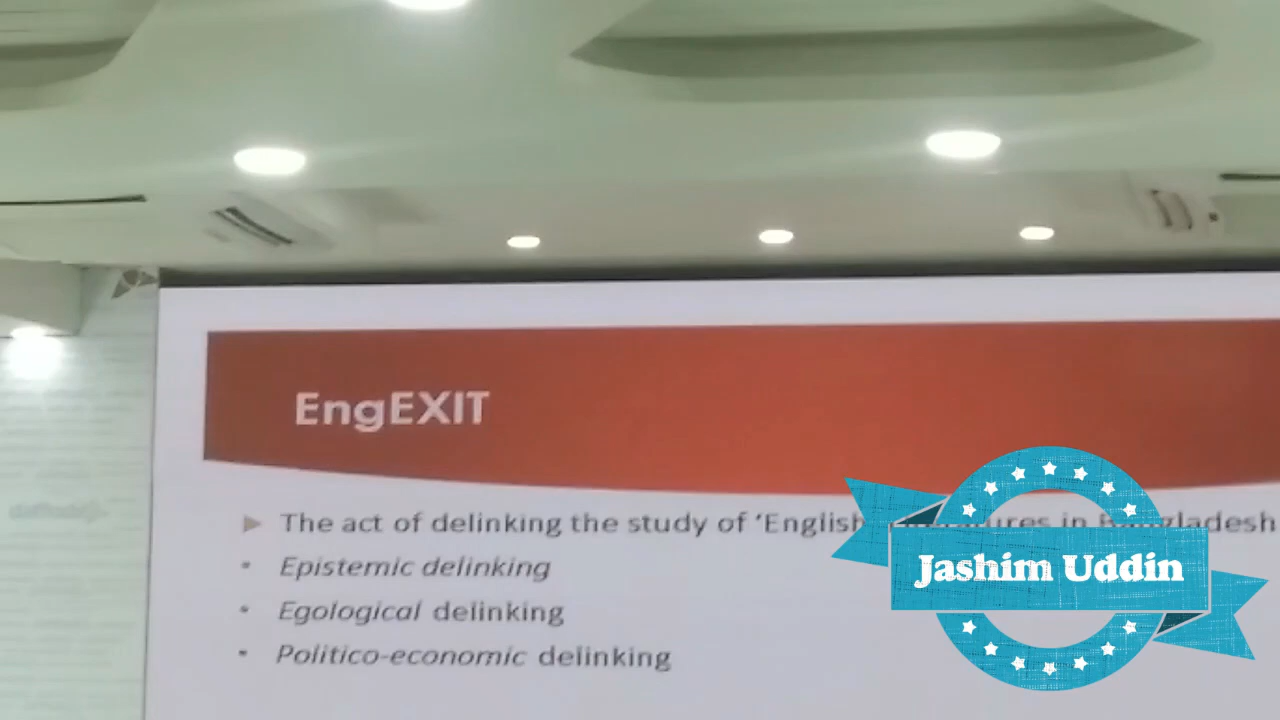 EngEXIT
The act of delinking the study of ‘English Literatures in Bangladesh
Epistemic delinking
Egological delinking
Politico-economic delinking
Jashim Uddin